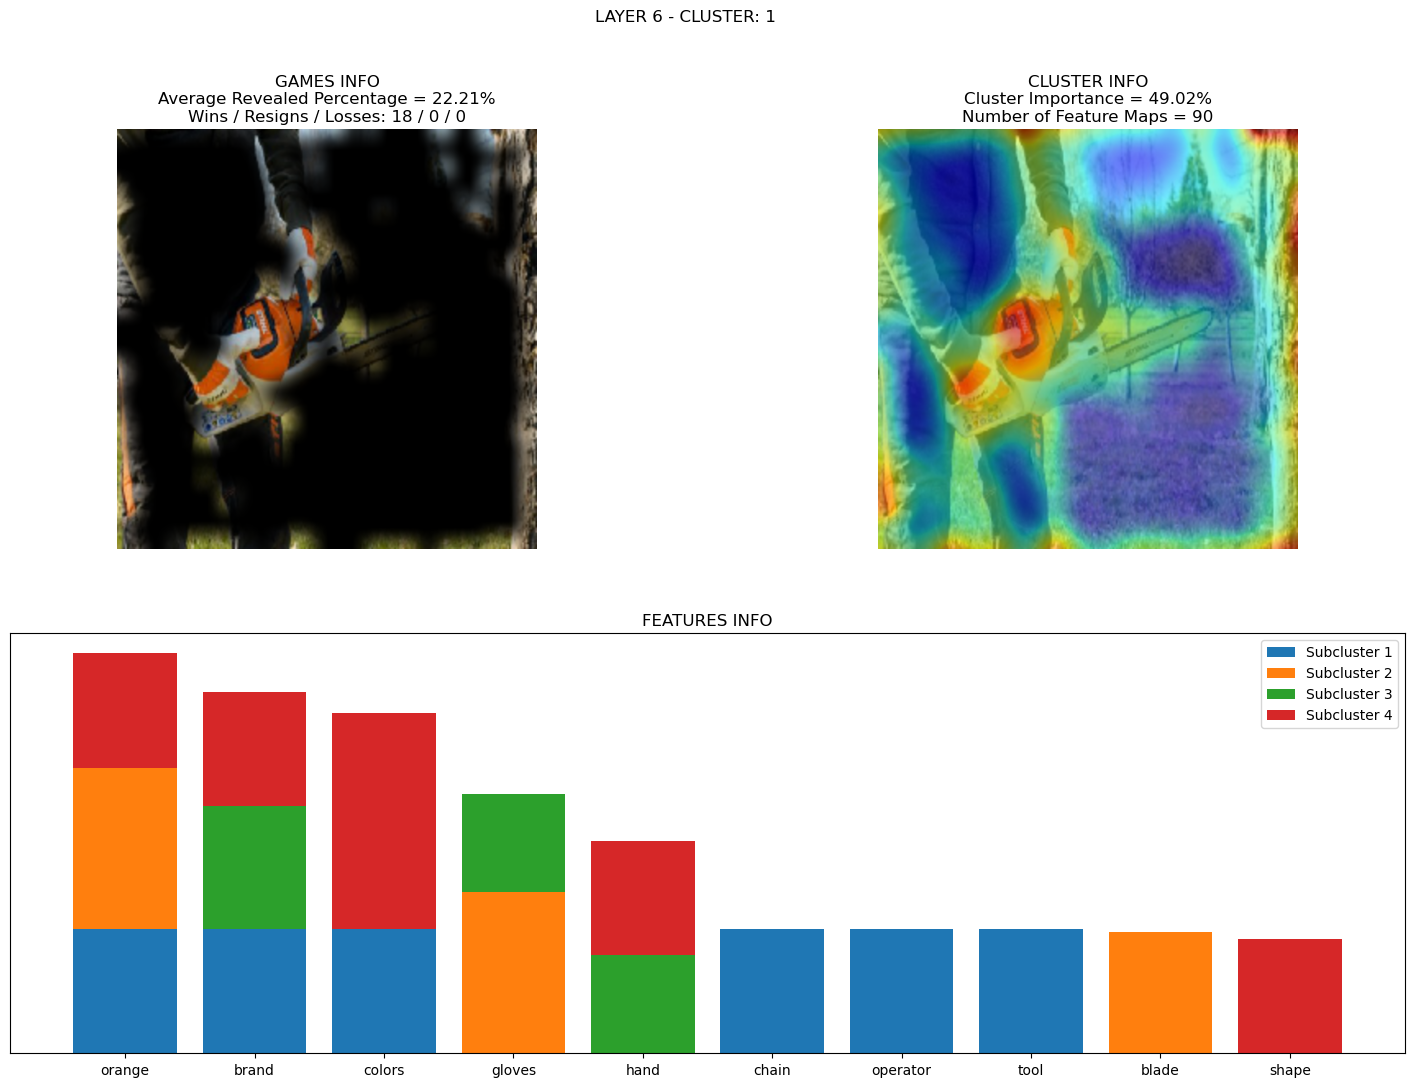 LAYER 6 - CLUSTER: 1
GAMES INFO
Average Revealed Percentage = 22.21%
Wins / Resigns / Losses: 18 / 0 / 0
CLUSTER INFO
Cluster Importance = 49.02%
Number of Feature Maps = 90
FEATURES INFO
Subcluster 1
Subcluster 2
Subcluster 3
Subcluster 4
orange brand colors gloves hand chain operator tool blade shape